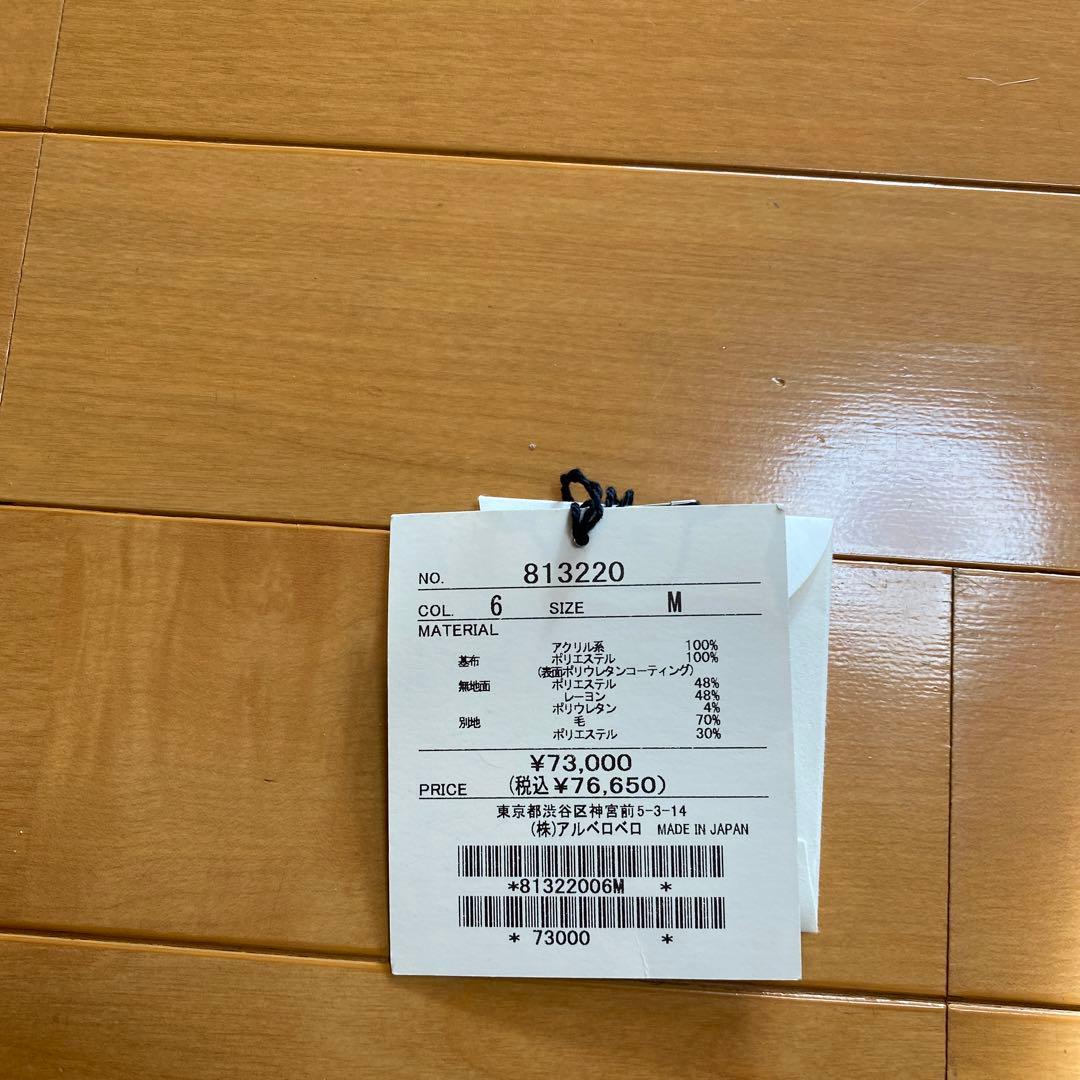 NO. 813220
COL. 6 SIZE M
MATERIAL
アクリル系 100%
基布 ポリエステル 100%
(表面ポリウレタンコーティング)
無地面 ポリエステル 48%
レーヨン 48%
ポリウレタン 4%
別地 毛 70%
ポリエステル 30%
¥73,000
PRICE (税込¥76,650)
東京都渋谷区神宮前5-3-14
(株)アルベロベロ MADE IN JAPAN
*81322006M *
* 73000 *